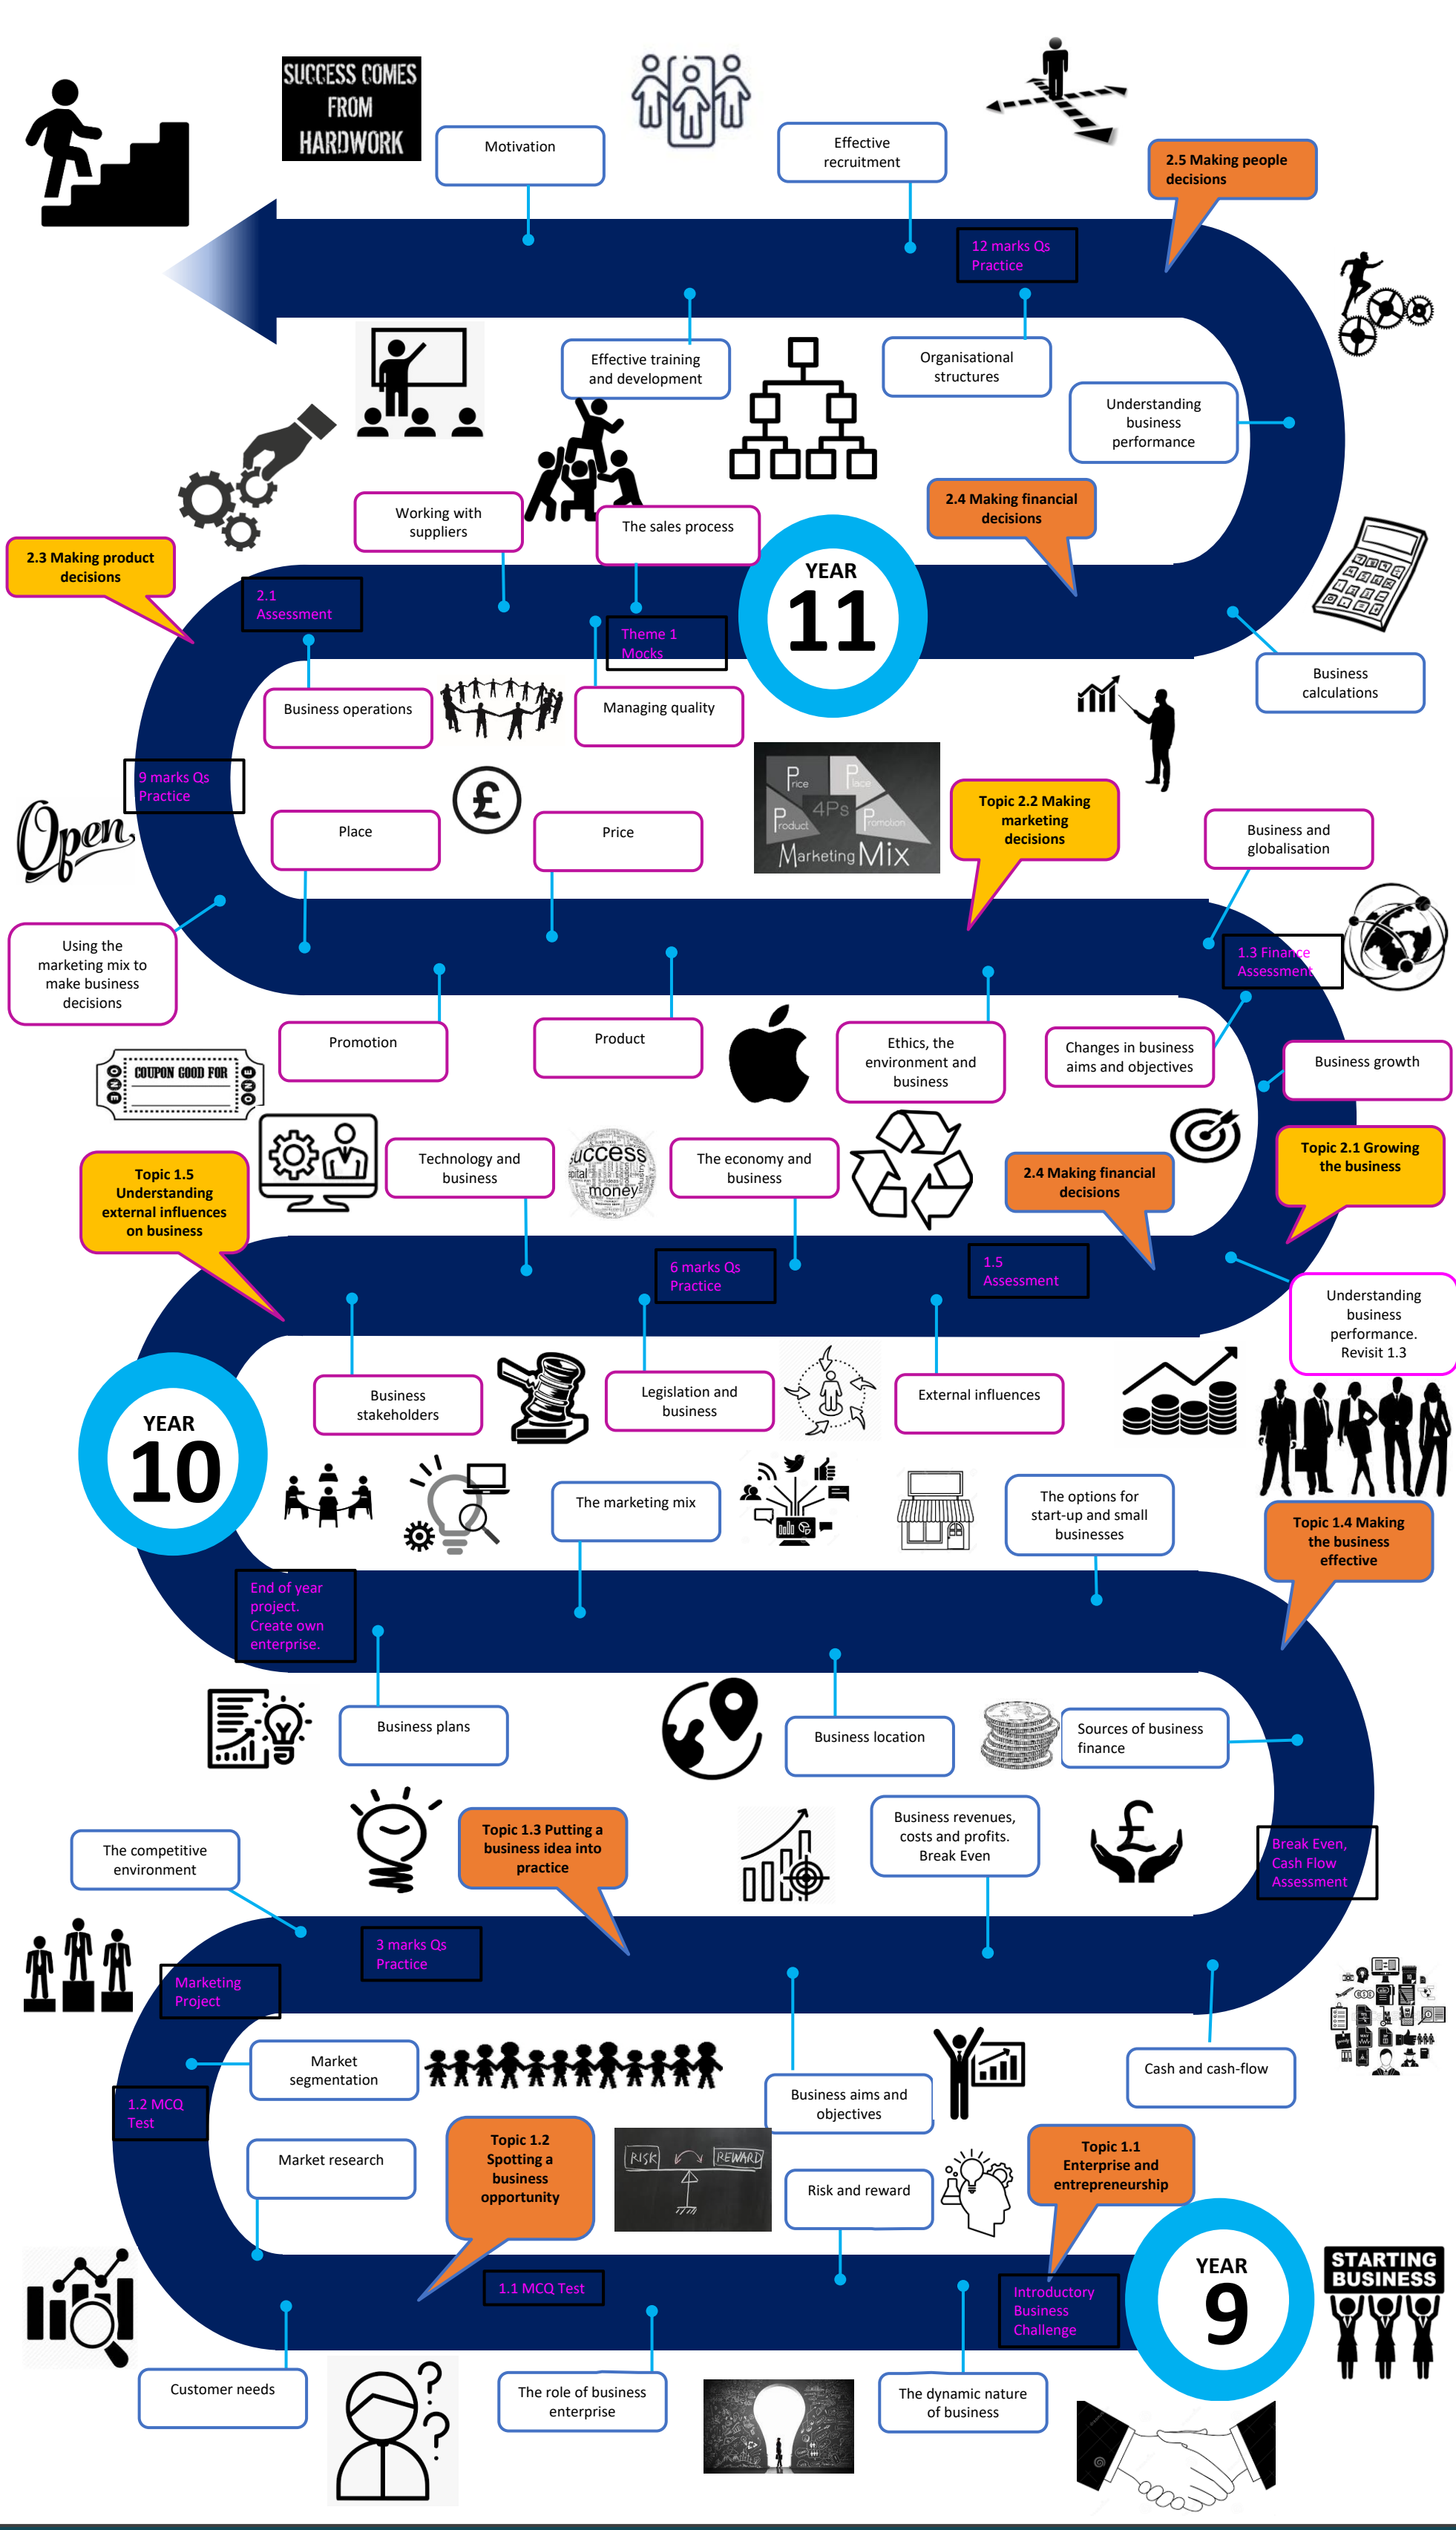 SUCCESS COMES
FROM
HARDWORK
Motivation
Effective
recruitment
2.5 Making people
decisions
12 marks Qs
Practice
Effective training
and development
Organisational
structures
Understanding
business
performance
2.4 Making financial
decisions
Working with
suppliers
The sales process
2.3 Making product
decisions
YEAR
11
2.1
Assessment
Theme 1
Mocks
Business
calculations
Business operations
Managing quality
9 marks Qs
Practice
Open
Place
£
Price
Price
Place
Product
4Ps
Promotion
Marketing Mix
Topic 2.2 Making
marketing
decisions
Business and
globalisation
Using the
marketing mix to
make business
decisions
1.3 Finance
Assessment
Promotion
Product
Ethics, the
environment and
business
Changes in business
aims and objectives
Business growth
ONE
COUPON GOOD FOR
ONE
Topic 1.5
Understanding
external influences
on business
Technology and
business
success
money
The economy and
business
2.4 Making financial
decisions
Topic 2.1 Growing
the business
6 marks Qs
Practice
1.5
Assessment
Understanding
business
performance.
Revisit 1.3
Business
stakeholders
Legislation and
business
External influences
YEAR
10
The marketing mix
The options for
start-up and small
businesses
Topic 1.4 Making
the business
effective
End of year
project.
Create own
enterprise.
Business plans
Business location
Sources of business
finance
Topic 1.3 Putting a
business idea into
practice
Business revenues,
costs and profits.
Break Even
£
The competitive
environment
Break Even,
Cash Flow
Assessment
3 marks Qs
Practice
Marketing
Project
Market
segmentation
Business aims and
objectives
Cash and cash-flow
1.2 MCQ
Test
Topic 1.2
Spotting a
business
opportunity
RISK
REWARD
Topic 1.1
Enterprise and
entrepreneurship
Market research
Risk and reward
1.1 MCQ Test
Introductory
Business
Challenge
YEAR
9
STARTING
BUSINESS
Customer needs
? ? ?
The role of business
enterprise
The dynamic nature
of business